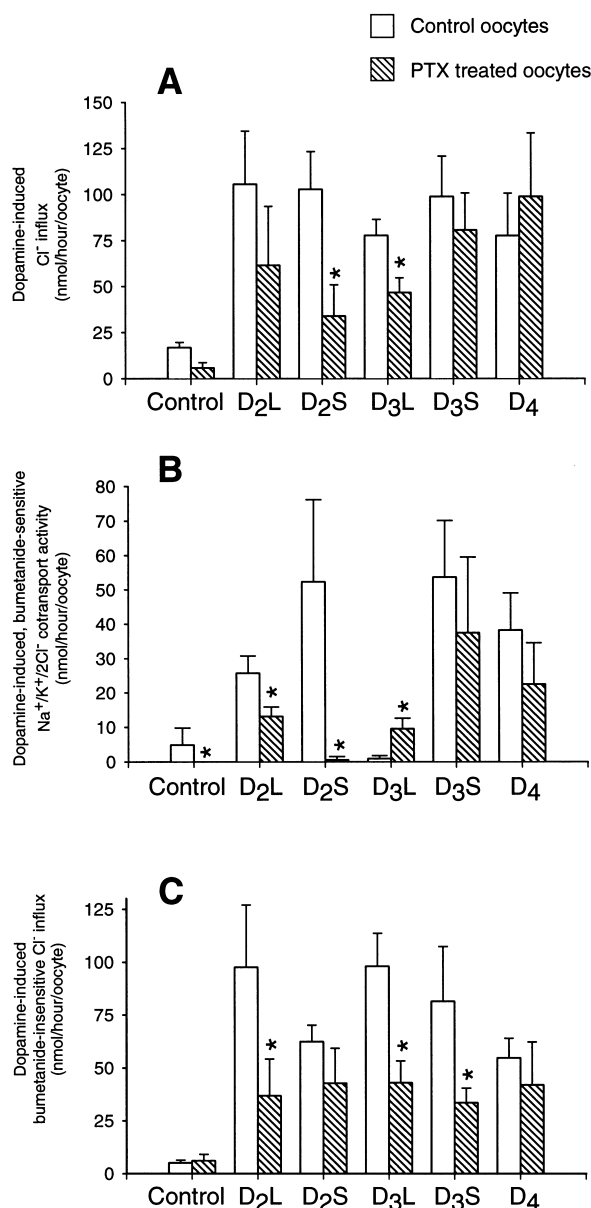 Control oocytes
PTX treated oocytes
A
Dopamine-induced
Cl⁻ influx
(nmol/hour/oocyte)
150
125
100
75
50
25
0
*
*
Control D₂L D₂S D₃L D₃S D₄
B
Dopamine-induced, bumetanide-sensitive
Na⁺/K⁺/2Cl⁻ cotransport activity
(nmol/hour/oocyte)
80
70
60
50
40
30
20
10
0
*
*
*
*
Control D₂L D₂S D₃L D₃S D₄
C
Dopamine-induced
bumetanide-insensitive Cl⁻ influx
(nmol/hour/oocyte)
125
100
75
50
25
0
*
*
*
Control D₂L D₂S D₃L D₃S D₄